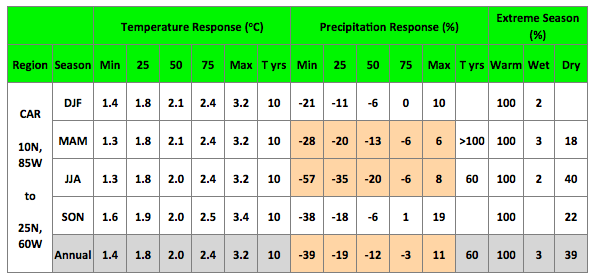 Temperature Response (°C) Precipitation Response (%) Extreme Season (%)
Region Season Min 25 50 75 Max T yrs Min 25 50 75 Max T yrs Warm Wet Dry
CAR 10N, 85W to 25N, 60W
DJF 1.4 1.8 2.1 2.4 3.2 10 -21 -11 -6 0 10 100 2
MAM 1.3 1.8 2.1 2.4 3.2 10 -28 -20 -13 -6 6 >100 100 3 18
JJA 1.3 1.8 2.0 2.4 3.2 10 -57 -35 -20 -6 8 60 100 2 40
SON 1.6 1.9 2.0 2.5 3.4 10 -38 -18 -6 1 19 100 22
Annual 1.4 1.8 2.0 2.4 3.2 10 -39 -19 -12 -3 11 60 100 3 39